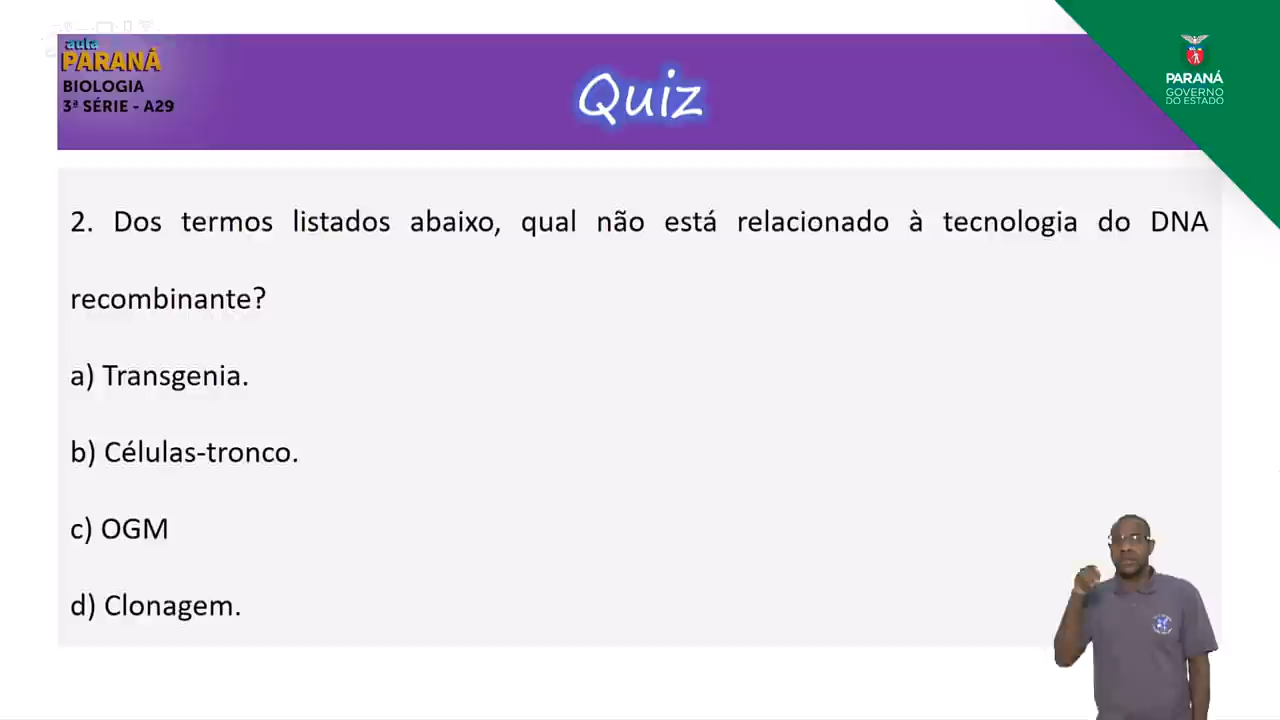 aula
PARANÁ
BIOLOGIA
3ª SÉRIE - A29
Quiz
PARANÁ
GOVERNO
DO ESTADO
2. Dos termos listados abaixo, qual não está relacionado à tecnologia do DNA
recombinante?
a) Transgenia.
b) Células-tronco.
c) OGM
d) Clonagem.